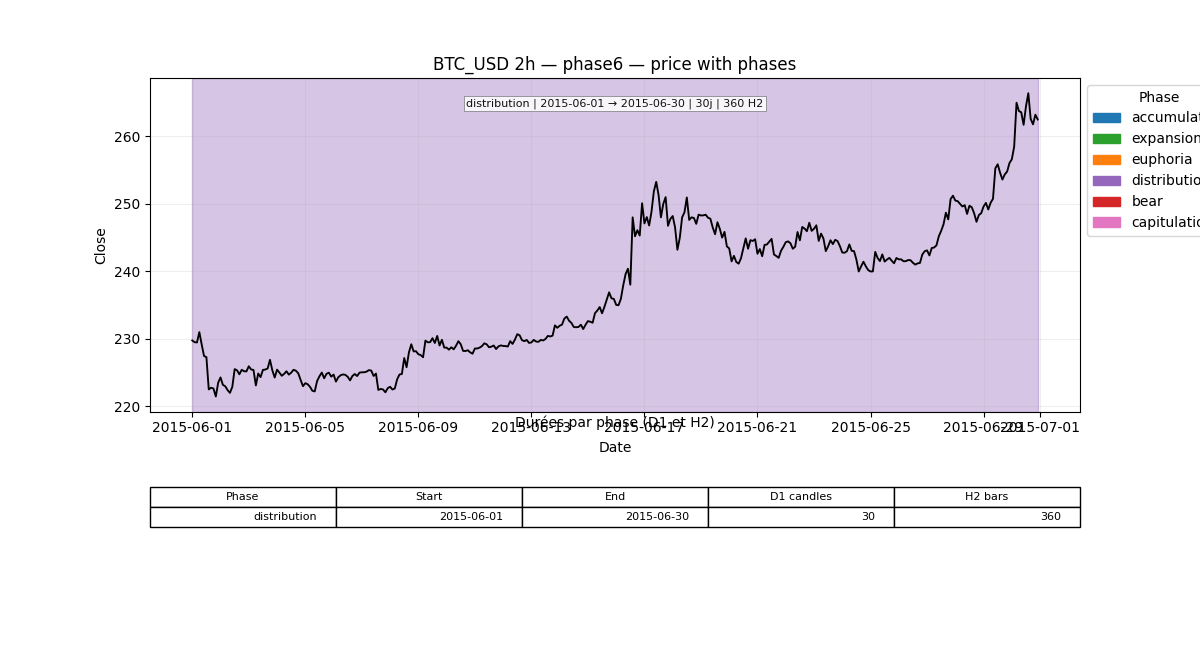 BTC_USD 2h — phase6 — price with phases
distribution | 2015-06-01 → 2015-06-30 | 30j | 360 H2
Phase
accumulat
expansion
euphoria
distributio
bear
capitulatio
Close
260
250
240
230
220
2015-06-01 2015-06-05 2015-06-09 2015-06-13 2015-06-17 2015-06-21 2015-06-25 2015-06-29 2015-07-01
Durées par phase (D1 et H2)
Date
Phase Start End D1 candles H2 bars
distribution 2015-06-01 2015-06-30 30 360